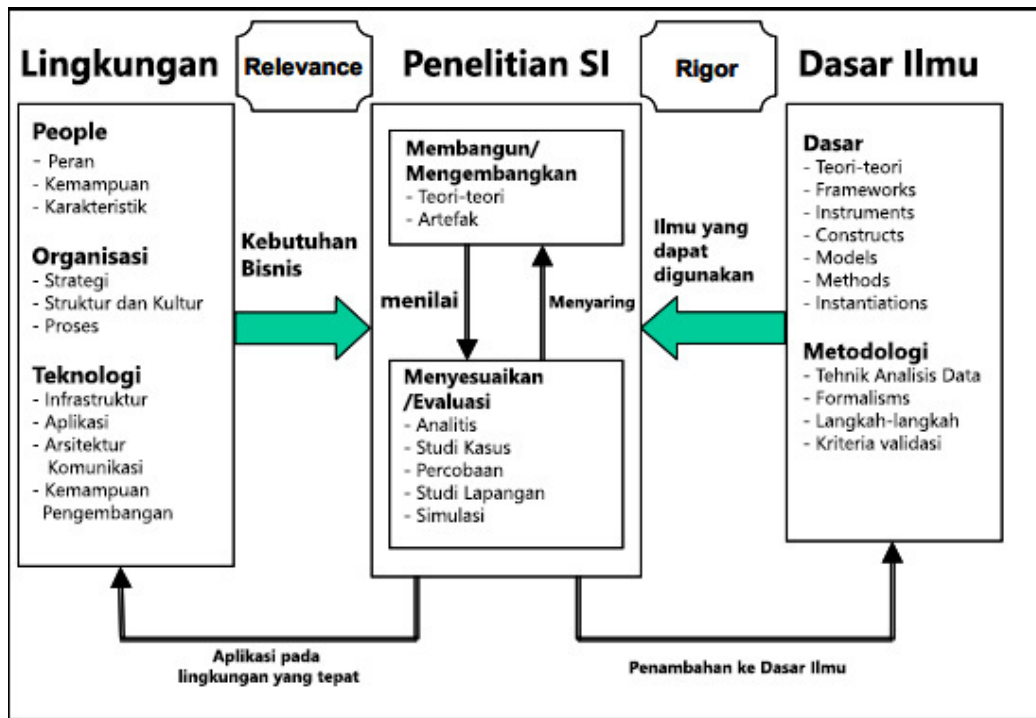 Lingkungan
Relevance
Penelitian SI
Rigor
Dasar Ilmu
People
- Peran
- Kemampuan
- Karakteristik
Organisasi
- Strategi
- Struktur dan Kultur
- Proses
Teknologi
- Infrastruktur
- Aplikasi
- Arsitektur
Komunikasi
- Kemampuan
Pengembangan
Kebutuhan
Bisnis
Membangun/
Mengembangkan
- Teori-teori
- Artefak
menilai
Menyaring
Menyesuaikan
/Evaluasi
- Analitis
- Studi Kasus
- Percobaan
- Studi Lapangan
- Simulasi
Ilmu yang
dapat
digunakan
Dasar
- Teori-teori
- Frameworks
- Instruments
- Constructs
- Models
- Methods
- Instantiations
Metodologi
- Tehnik Analisis Data
- Formalisms
- Langkah-langkah
- Kriteria validasi
Aplikasi pada
lingkungan yang tepat
Penambahan ke Dasar Ilmu